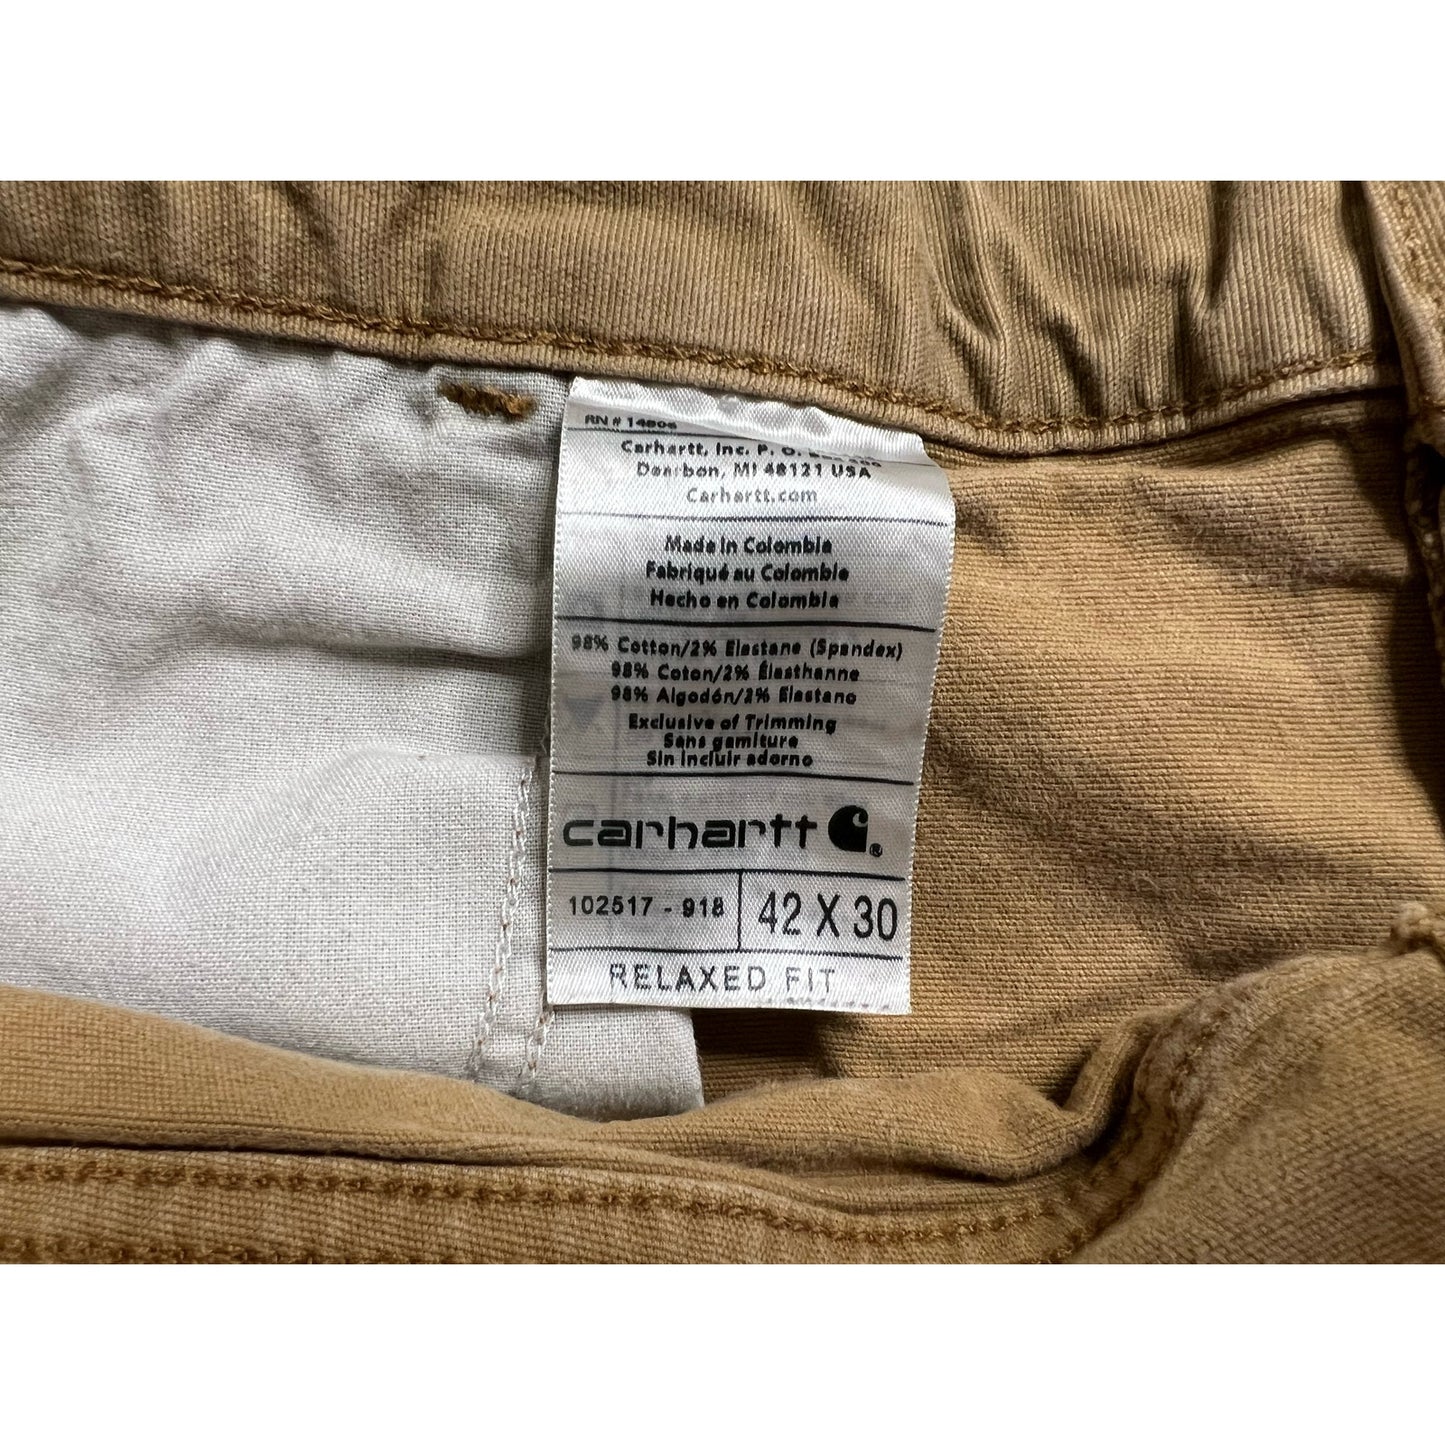 RN # 14806
Carhartt, Inc. P. O.
Dearbon, MI 48121 USA
Carhartt.com
Made in Colombia
Fabriqué au Colombie
Hecho en Colombia
98% Cotton/2% Elastane (Spandex)
98% Coton/2% Élasthanne
98% Algodón/2% Elastano
Exclusive of Trimming
Sans garniture
Sin incluir adorno
carhartt ®
102517 - 918
42 X 30
RELAXED FIT